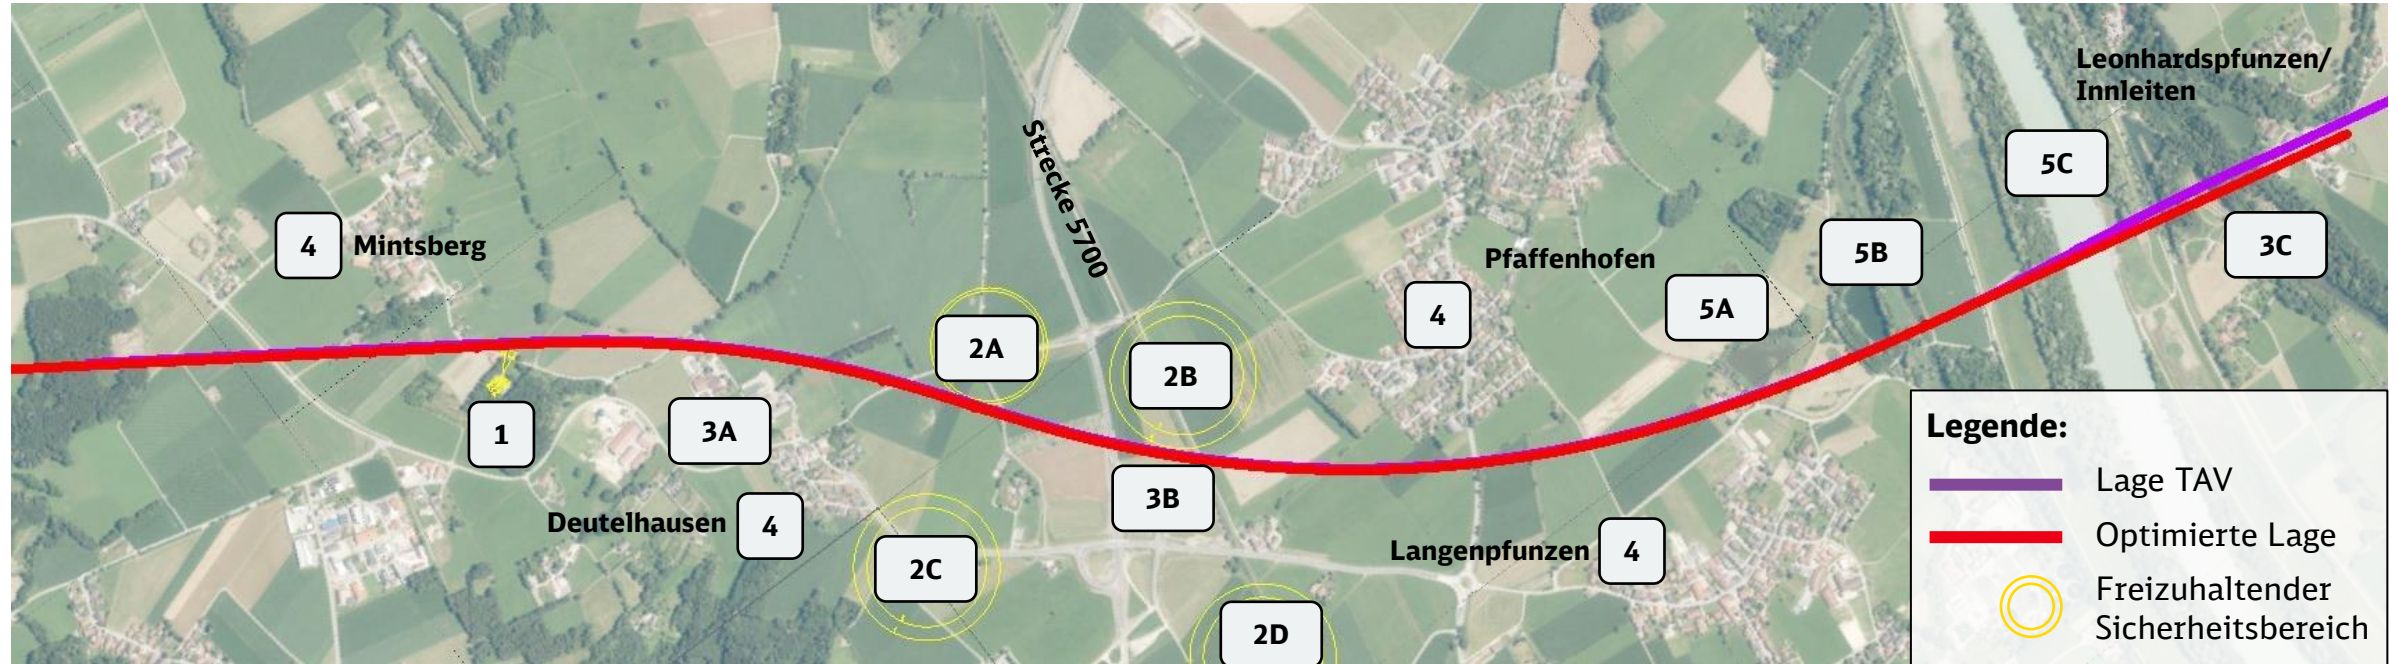 Leonhardspfunzen/
Innleiten
Strecke 5700
5C
4
Mintsberg
3C
5B
Pfaffenhofen
5A
4
2A
2B
1
3A
3B
Deutelhausen
4
Langenpfunzen
4
2C
2D
Legende:
Lage TAV
Optimierte Lage
Freizuhaltender
Sicherheitsbereich